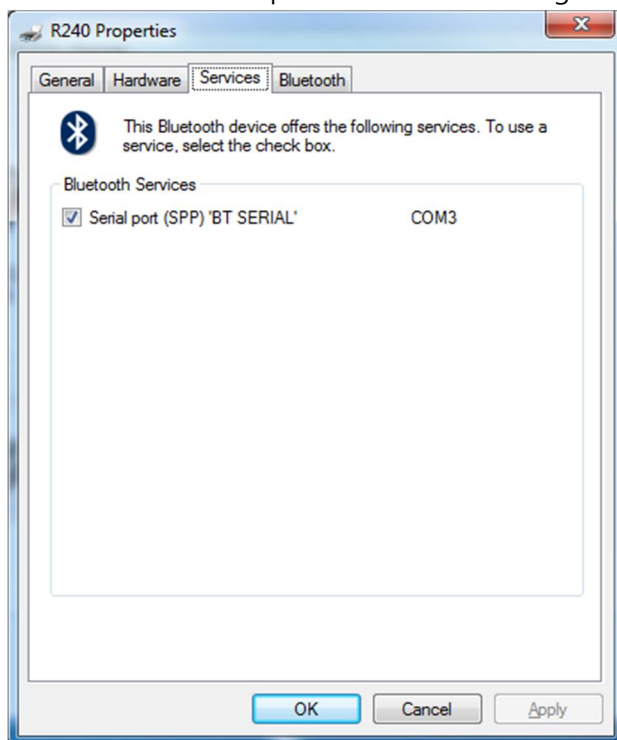 R240 Properties
General Hardware Services Bluetooth
This Bluetooth device offers the following services. To use a
service, select the check box.
Bluetooth Services
Serial port (SPP) 'BT SERIAL' COM3
OK Cancel Apply